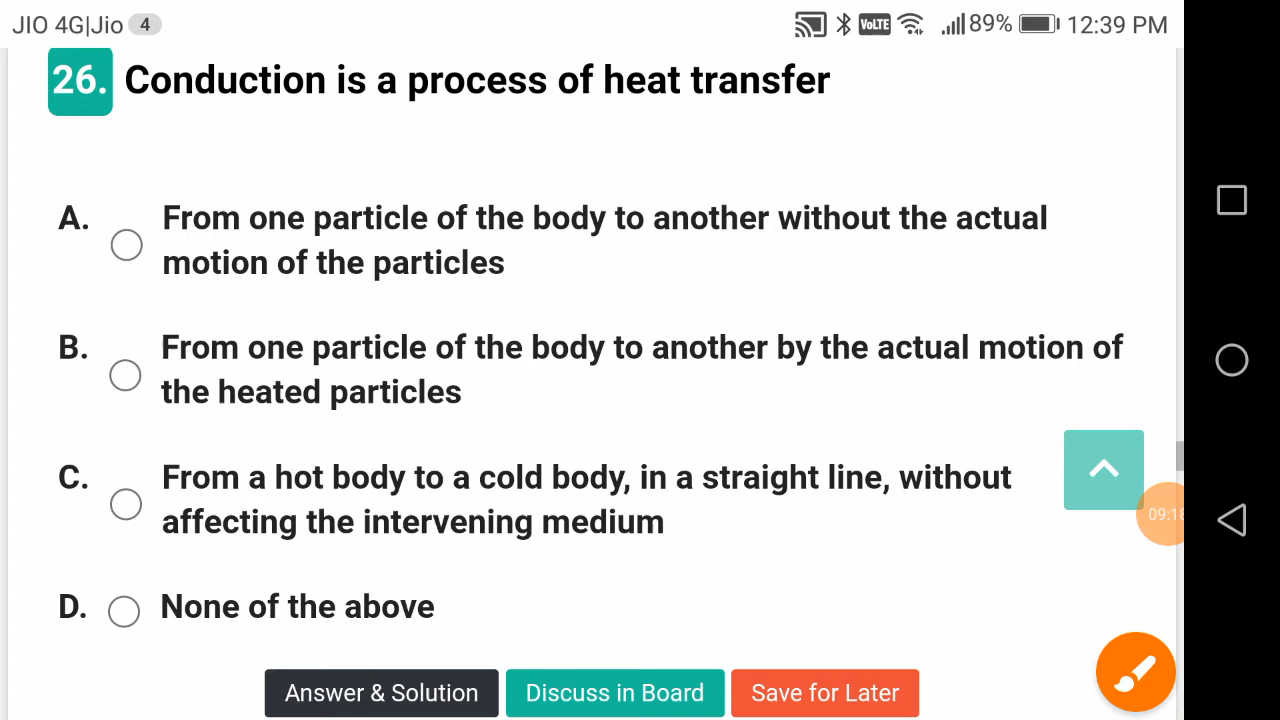 JIO 4G|Jio 4 VoLTE 89% 12:39 PM
26. Conduction is a process of heat transfer
A. From one particle of the body to another without the actual
motion of the particles
B. From one particle of the body to another by the actual motion of
the heated particles
C. From a hot body to a cold body, in a straight line, without
affecting the intervening medium
09:18
D. None of the above
Answer & Solution Discuss in Board Save for Later